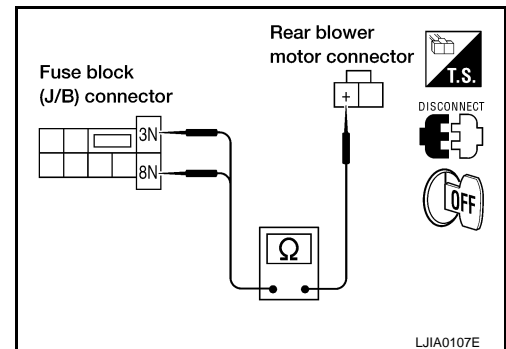 Rear blower
motor connector
Fuse block
(J/B) connector
T.S.
DISCONNECT
3N
+
8N
OFF
Ω
LJIA0107E